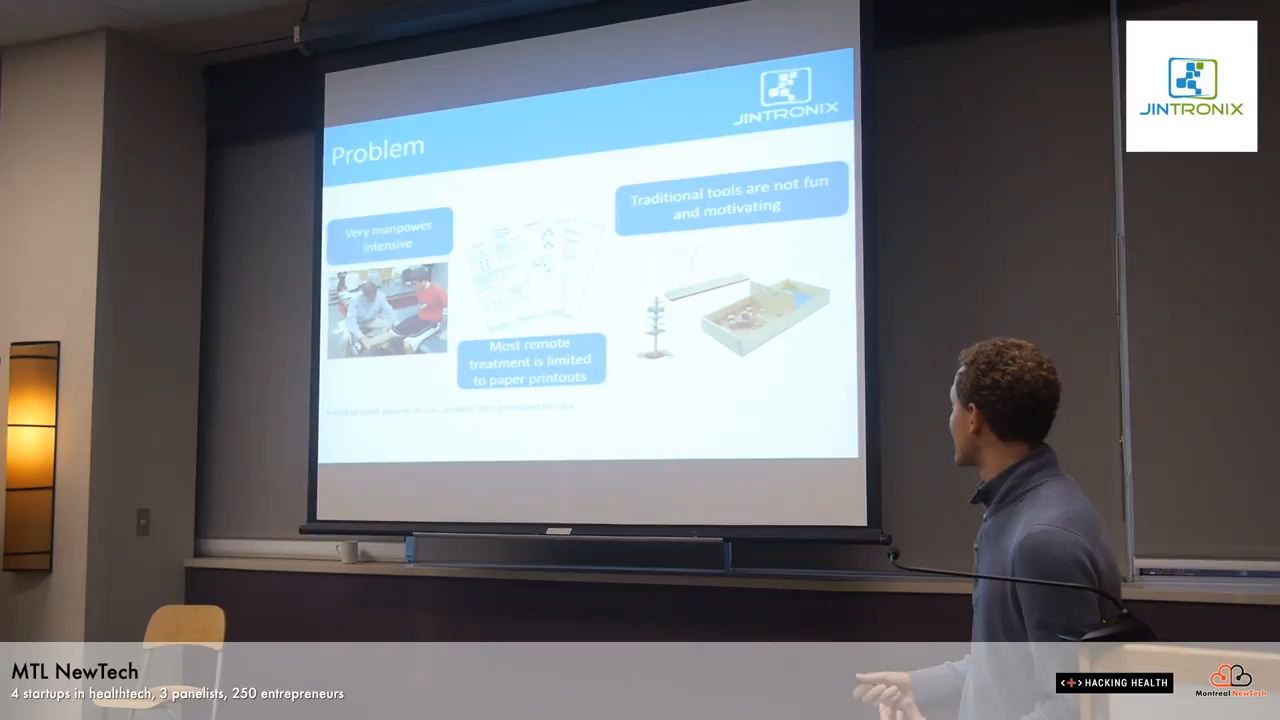 JINTRONIX
JINTRONIX
Problem
Traditional tools are not fun
and motivating
Very manpower
intensive
Most remote
treatment is limited
to paper printouts
MTL NewTech
4 startups in healthtech, 3 panelists, 250 entrepreneurs
HACKING HEALTH
Montreal NewTech